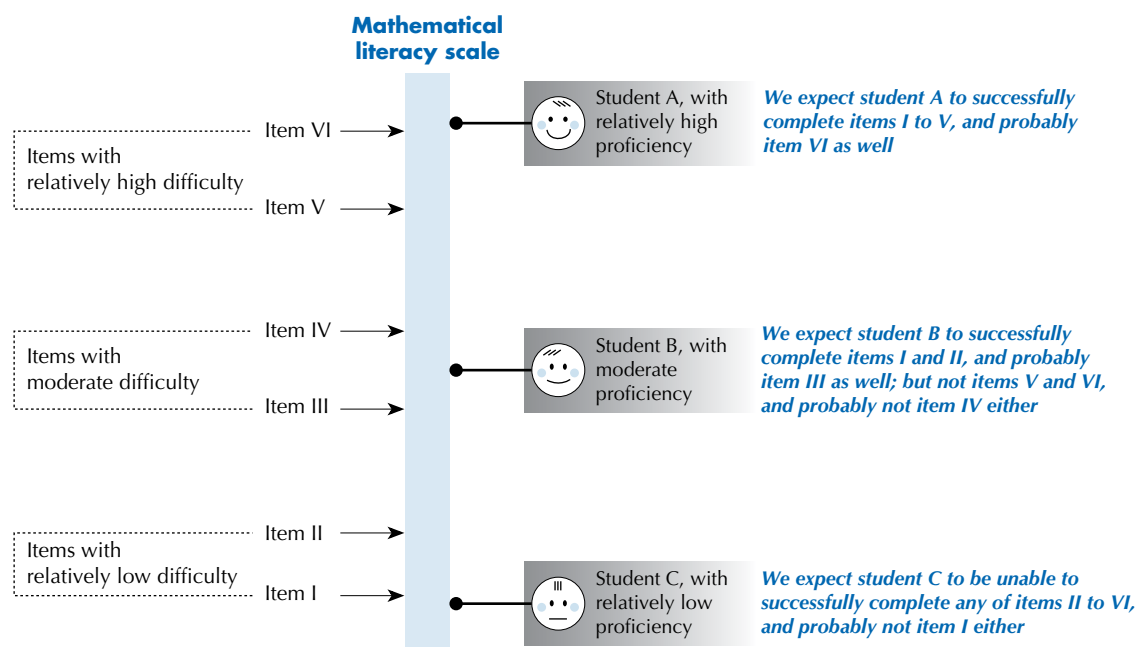 Mathematical
literacy scale
Item VI
Items with
relatively high difficulty
Item V
Student A, with
relatively high
proficiency
We expect student A to successfully
complete items I to V, and probably
item VI as well
Item IV
Items with
moderate difficulty
Item III
Student B, with
moderate
proficiency
We expect student B to successfully
complete items I and II, and probably
item III as well; but not items V and VI,
and probably not item IV either
Item II
Items with
relatively low difficulty
Item I
Student C, with
relatively low
proficiency
We expect student C to be unable to
successfully complete any of items II to VI,
and probably not item I either